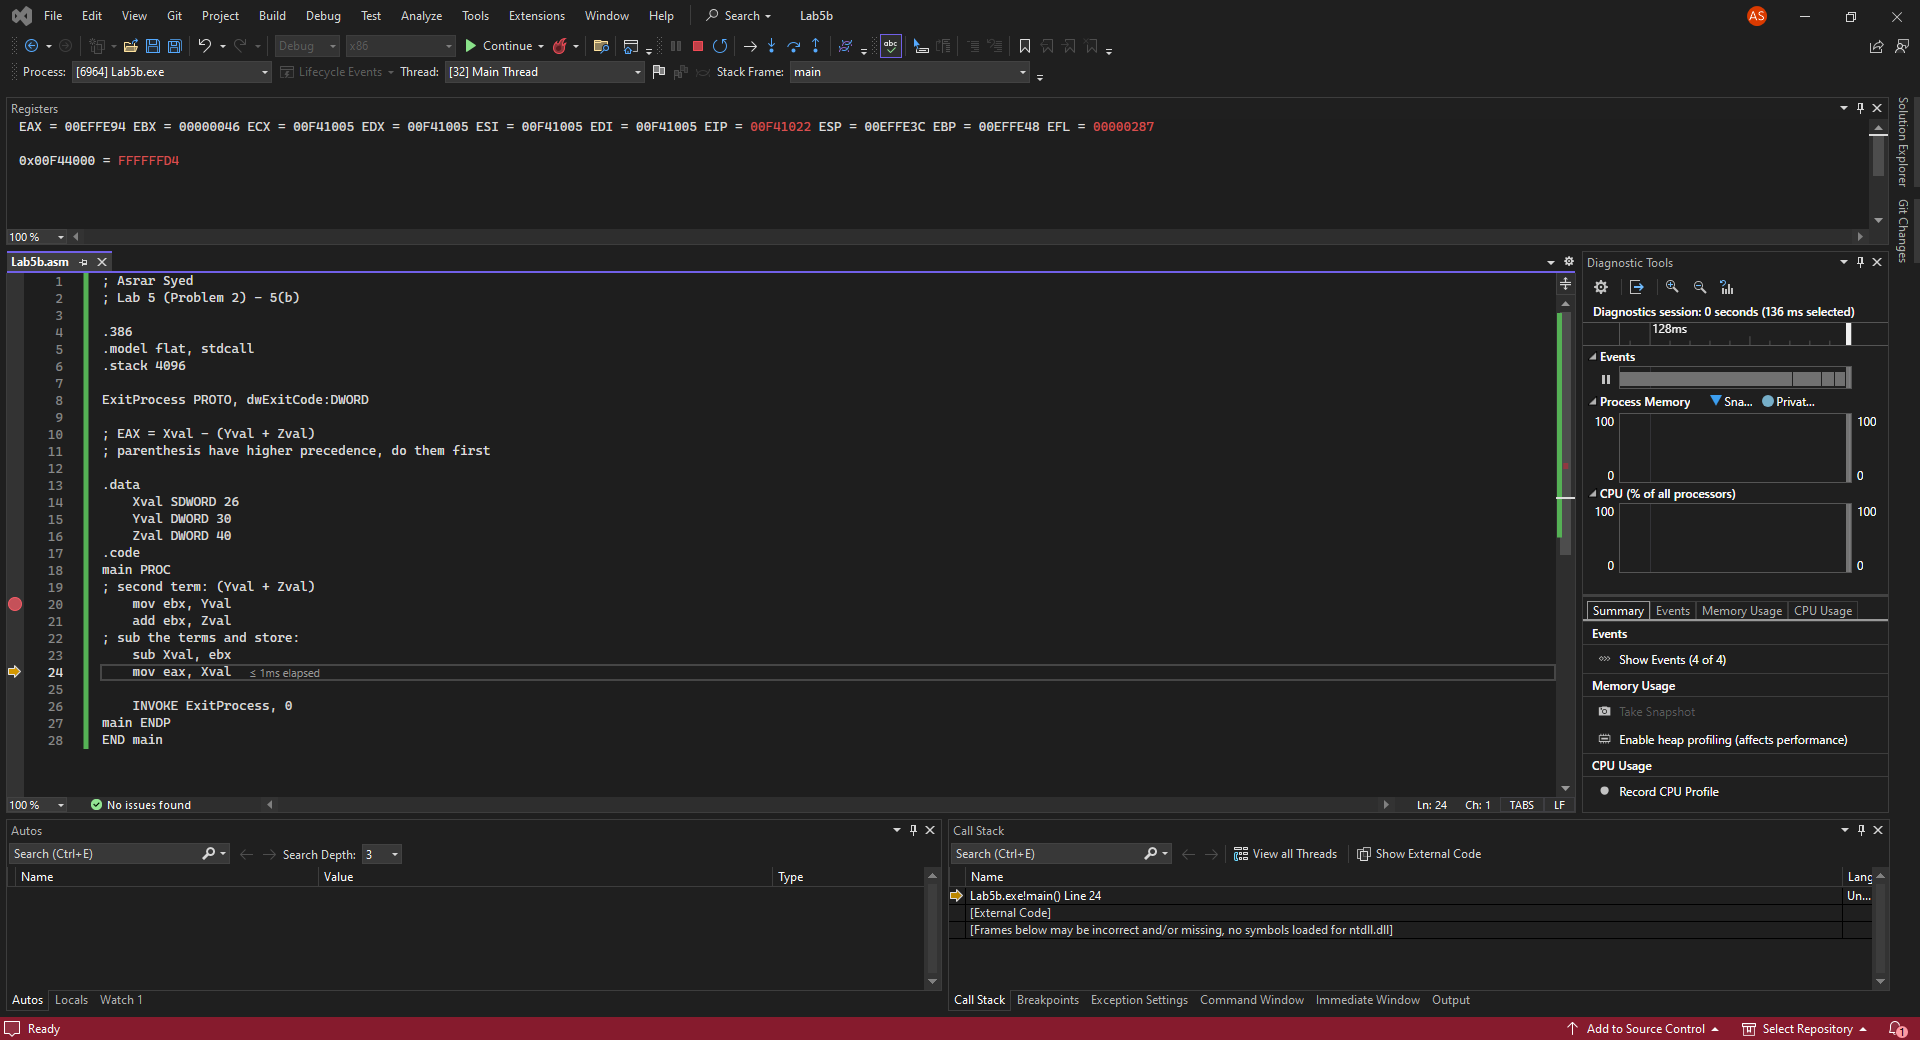 File Edit View Git Project Build Debug Test Analyze Tools Extensions Window Help Search Lab5b AS
Debug x86 Continue abc
Process: [6964] Lab5b.exe Lifecycle Events Thread: [32] Main Thread Stack Frame: main
Registers
EAX = 00EFFE94 EBX = 00000046 ECX = 00F41005 EDX = 00F41005 ESI = 00F41005 EDI = 00F41005 EIP = 00F41022 ESP = 00EFFE3C EBP = 00EFFE48 EFL = 00000287
0x00F44000 = FFFFFFD4
100 %
Solution Explorer
Git Changes
Lab5b.asm
1 ; Asrar Syed
2 ; Lab 5 (Problem 2) - 5(b)
3
4 .386
5 .model flat, stdcall
6 .stack 4096
7
8 ExitProcess PROTO, dwExitCode:DWORD
9
10 ; EAX = Xval - (Yval + Zval)
11 ; parenthesis have higher precedence, do them first
12
13 .data
14 Xval SDWORD 26
15 Yval DWORD 30
16 Zval DWORD 40
17 .code
18 main PROC
19 ; second term: (Yval + Zval)
20 mov ebx, Yval
21 add ebx, Zval
22 ; sub the terms and store:
23 sub Xval, ebx
24 mov eax, Xval ≤ 1ms elapsed
25
26 INVOKE ExitProcess, 0
27 main ENDP
28 END main
100 % No issues found Ln: 24 Ch: 1 TABS LF
Diagnostic Tools
Diagnostics session: 0 seconds (136 ms selected)
128ms
Events
Process Memory Sna... Privat...
100 100
0 0
CPU (% of all processors)
100 100
0 0
Summary Events Memory Usage CPU Usage
Events
Show Events (4 of 4)
Memory Usage
Take Snapshot
Enable heap profiling (affects performance)
CPU Usage
Record CPU Profile
Autos
Search (Ctrl+E) Search Depth: 3
Name Value Type
Autos Locals Watch 1
Call Stack
Search (Ctrl+E) View all Threads Show External Code
Name Lang
Lab5b.exe!main() Line 24 Un...
[External Code]
[Frames below may be incorrect and/or missing, no symbols loaded for ntdll.dll]
Call Stack Breakpoints Exception Settings Command Window Immediate Window Output
Ready Add to Source Control Select Repository 1